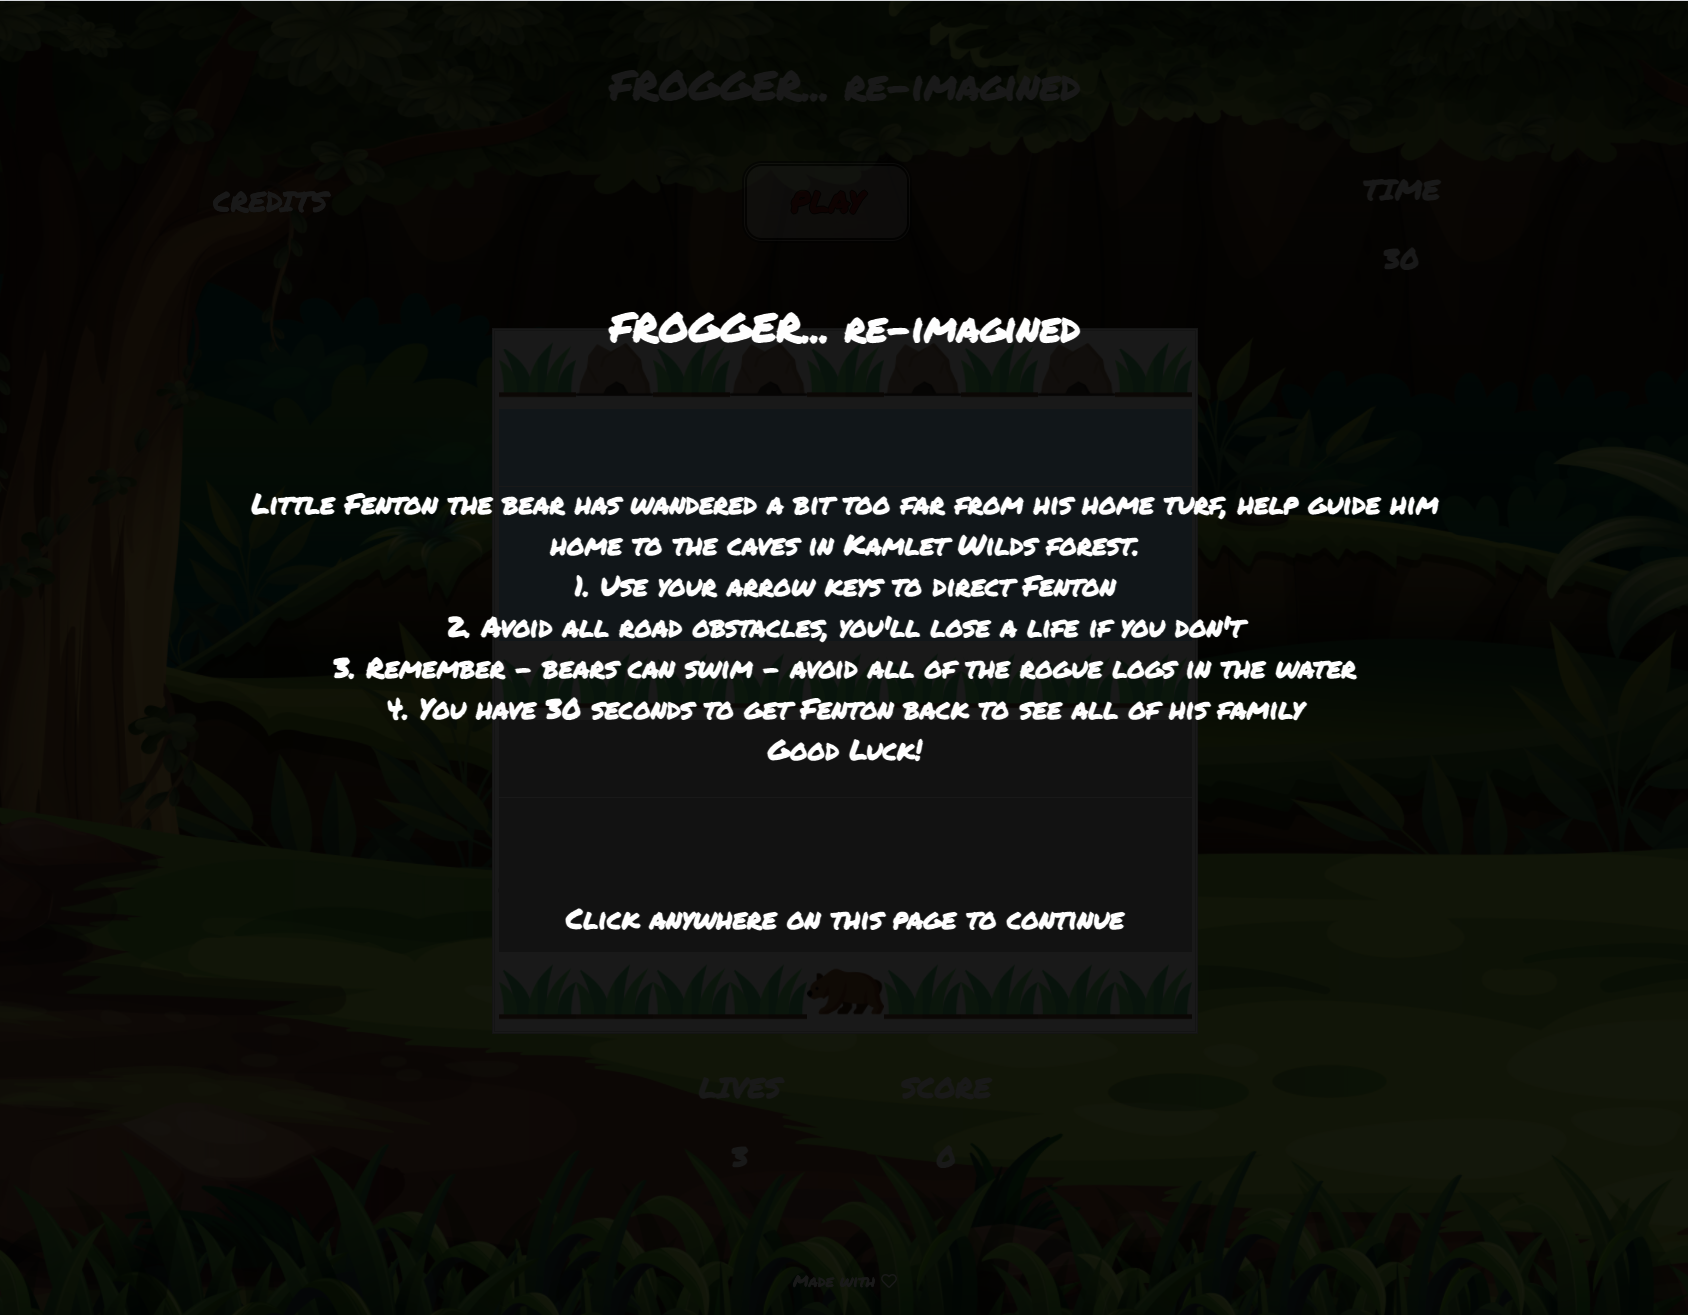 FROGGER... RE-IMAGINED
CREDITS
PLAY
TIME
30
FROGGER... RE-IMAGINED
Little Fenton the bear has wandered a bit too far from his home turf, help guide him
home to the caves in Kamlet Wilds forest.
1. Use your arrow keys to direct Fenton
2. Avoid all road obstacles, you'll lose a life if you don't
3. Remember - bears can swim - avoid all of the rogue logs in the water
4. You have 30 seconds to get Fenton back to see all of his family
Good Luck!
Click anywhere on this page to continue
LIVES
SCORE
3
0
Made with ♡